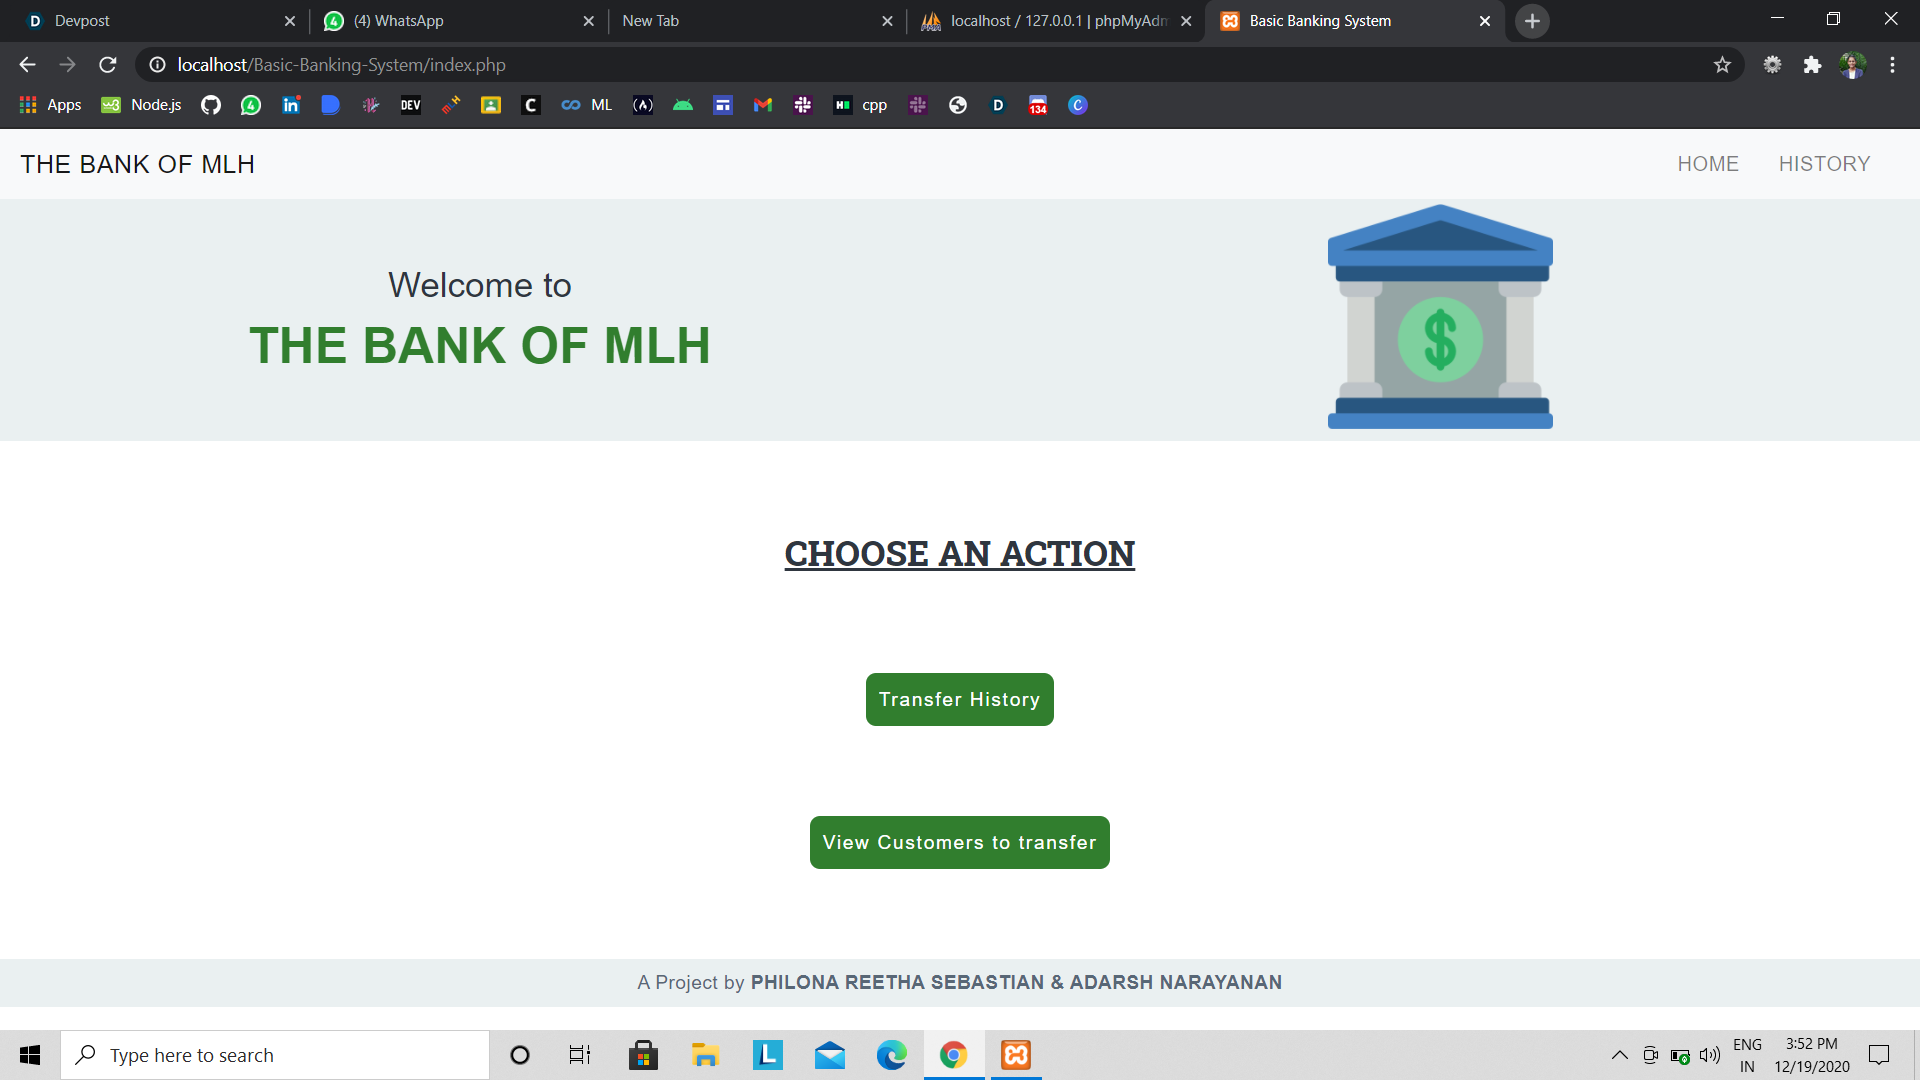 Devpost
(4) WhatsApp
New Tab
localhost / 127.0.0.1 | phpMyAdm
Basic Banking System
localhost/Basic-Banking-System/index.php
Apps
Node.js
DEV
ML
cpp
134
THE BANK OF MLH
HOME
HISTORY
Welcome to
THE BANK OF MLH
$
CHOOSE AN ACTION
Transfer History
View Customers to transfer
A Project by PHILONA REETHA SEBASTIAN & ADARSH NARAYANAN
Type here to search
ENG
IN
3:52 PM
12/19/2020